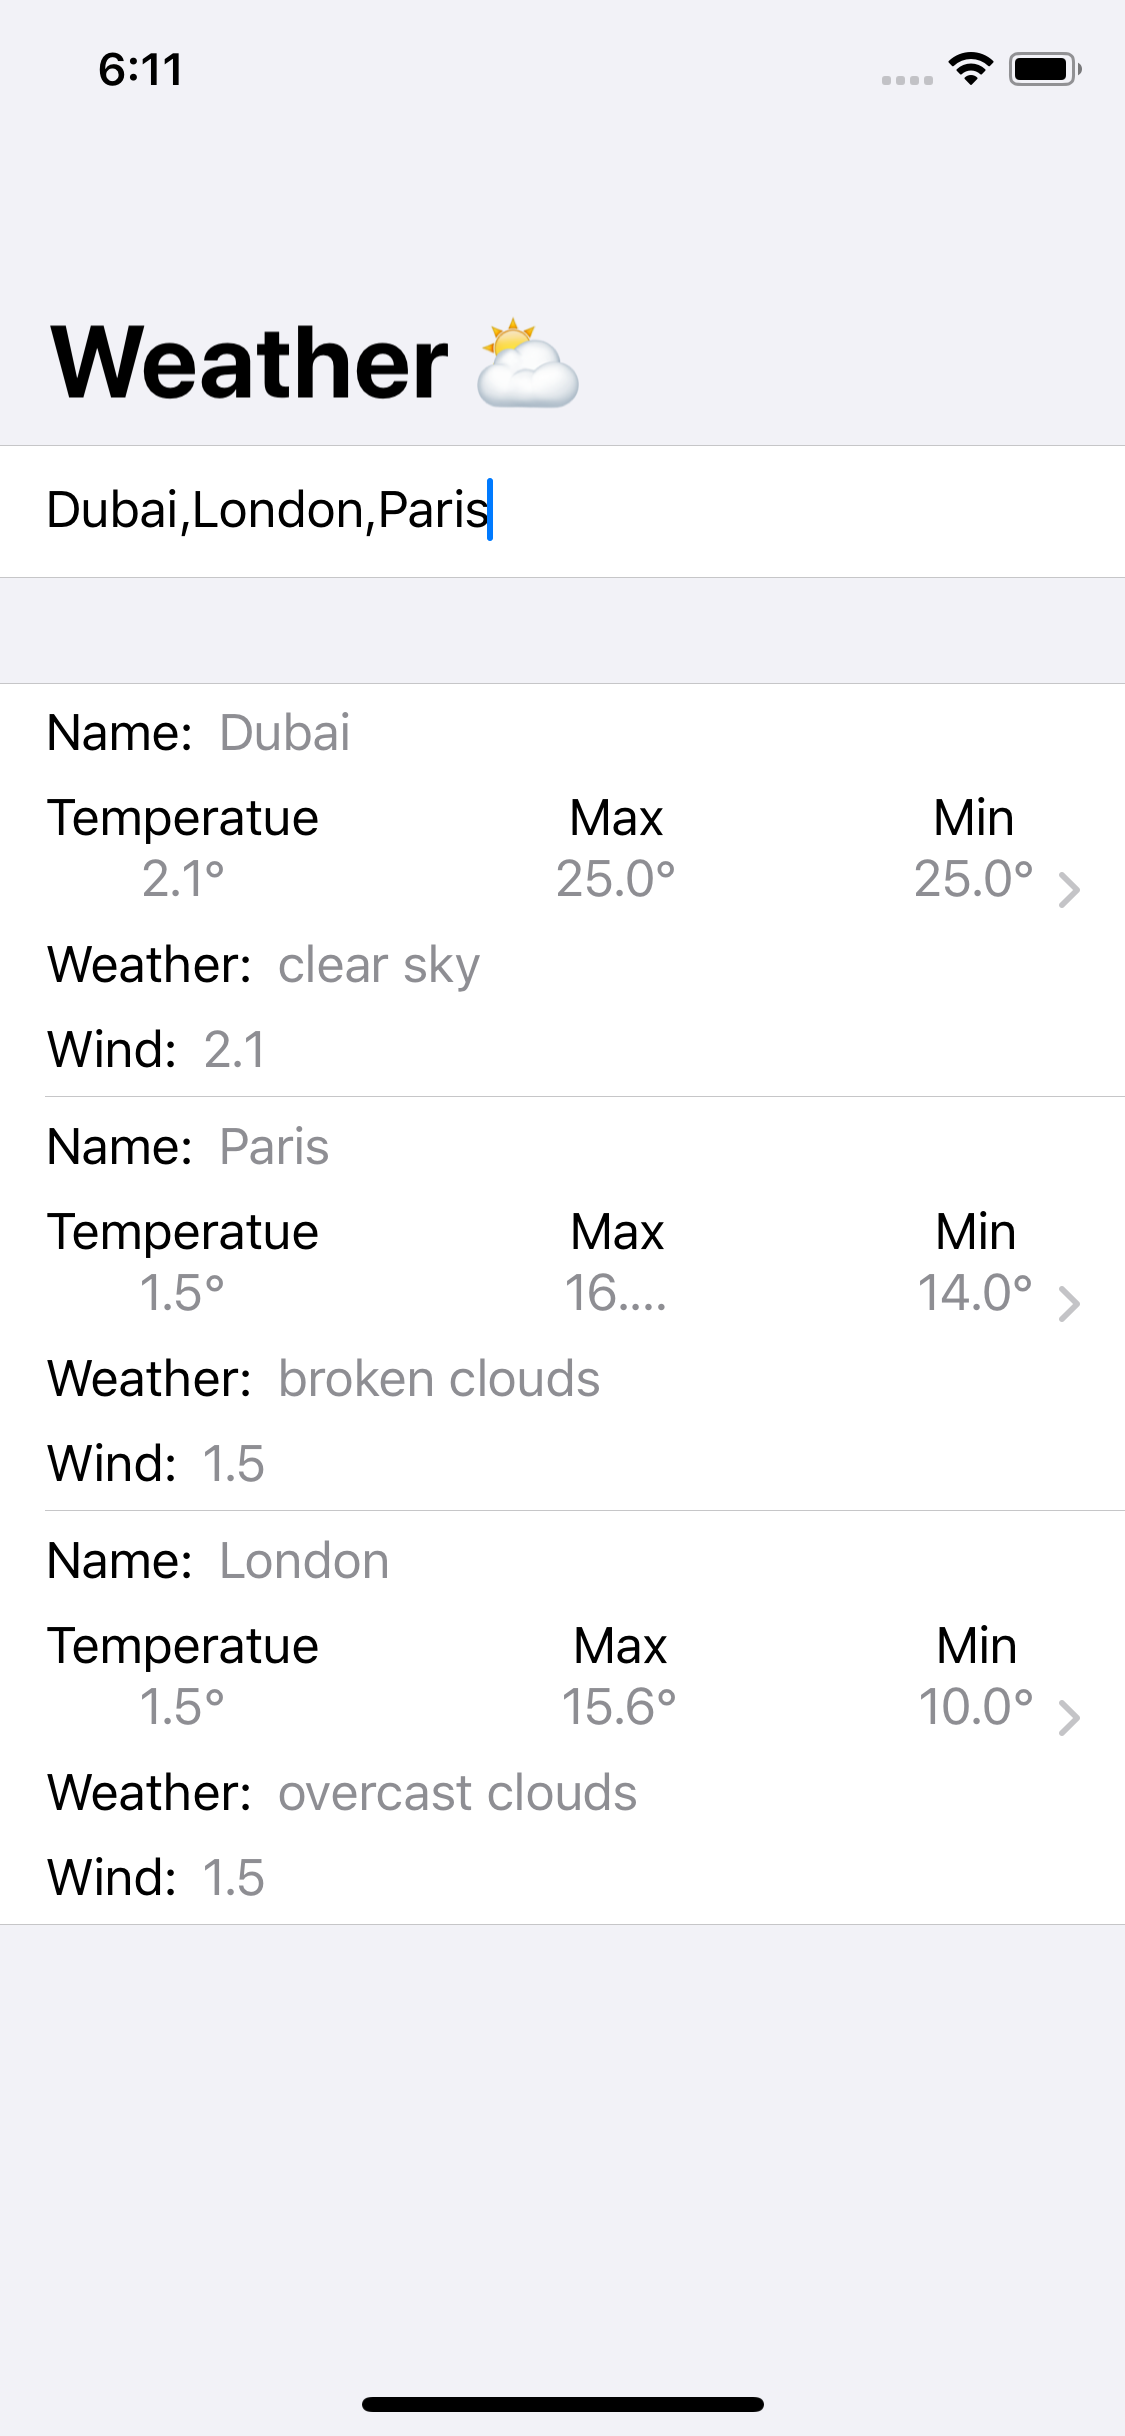 6:11
Weather ⛅
Dubai,London,Paris
Name: Dubai
Temperatue Max Min
2.1° 25.0° 25.0°
Weather: clear sky
Wind: 2.1
Name: Paris
Temperatue Max Min
1.5° 16.... 14.0°
Weather: broken clouds
Wind: 1.5
Name: London
Temperatue Max Min
1.5° 15.6° 10.0°
Weather: overcast clouds
Wind: 1.5